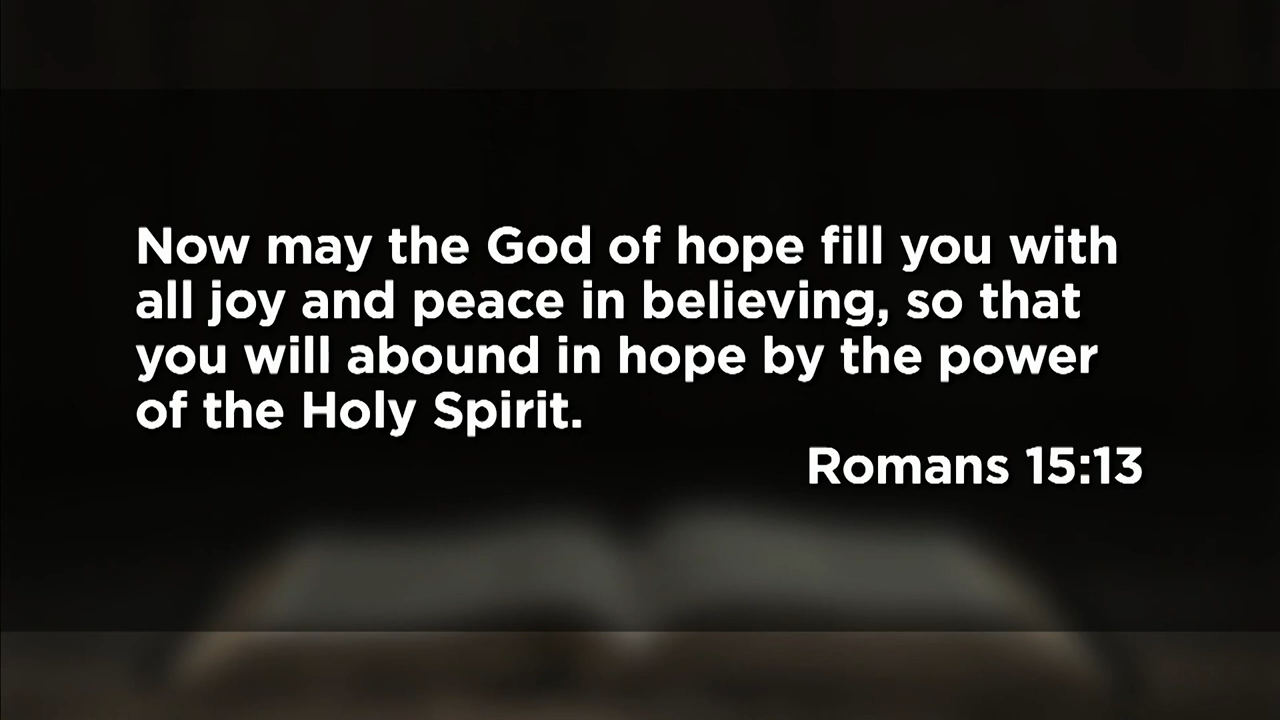 Now may the God of hope fill you with
all joy and peace in believing, so that
you will abound in hope by the power
of the Holy Spirit.
Romans 15:13